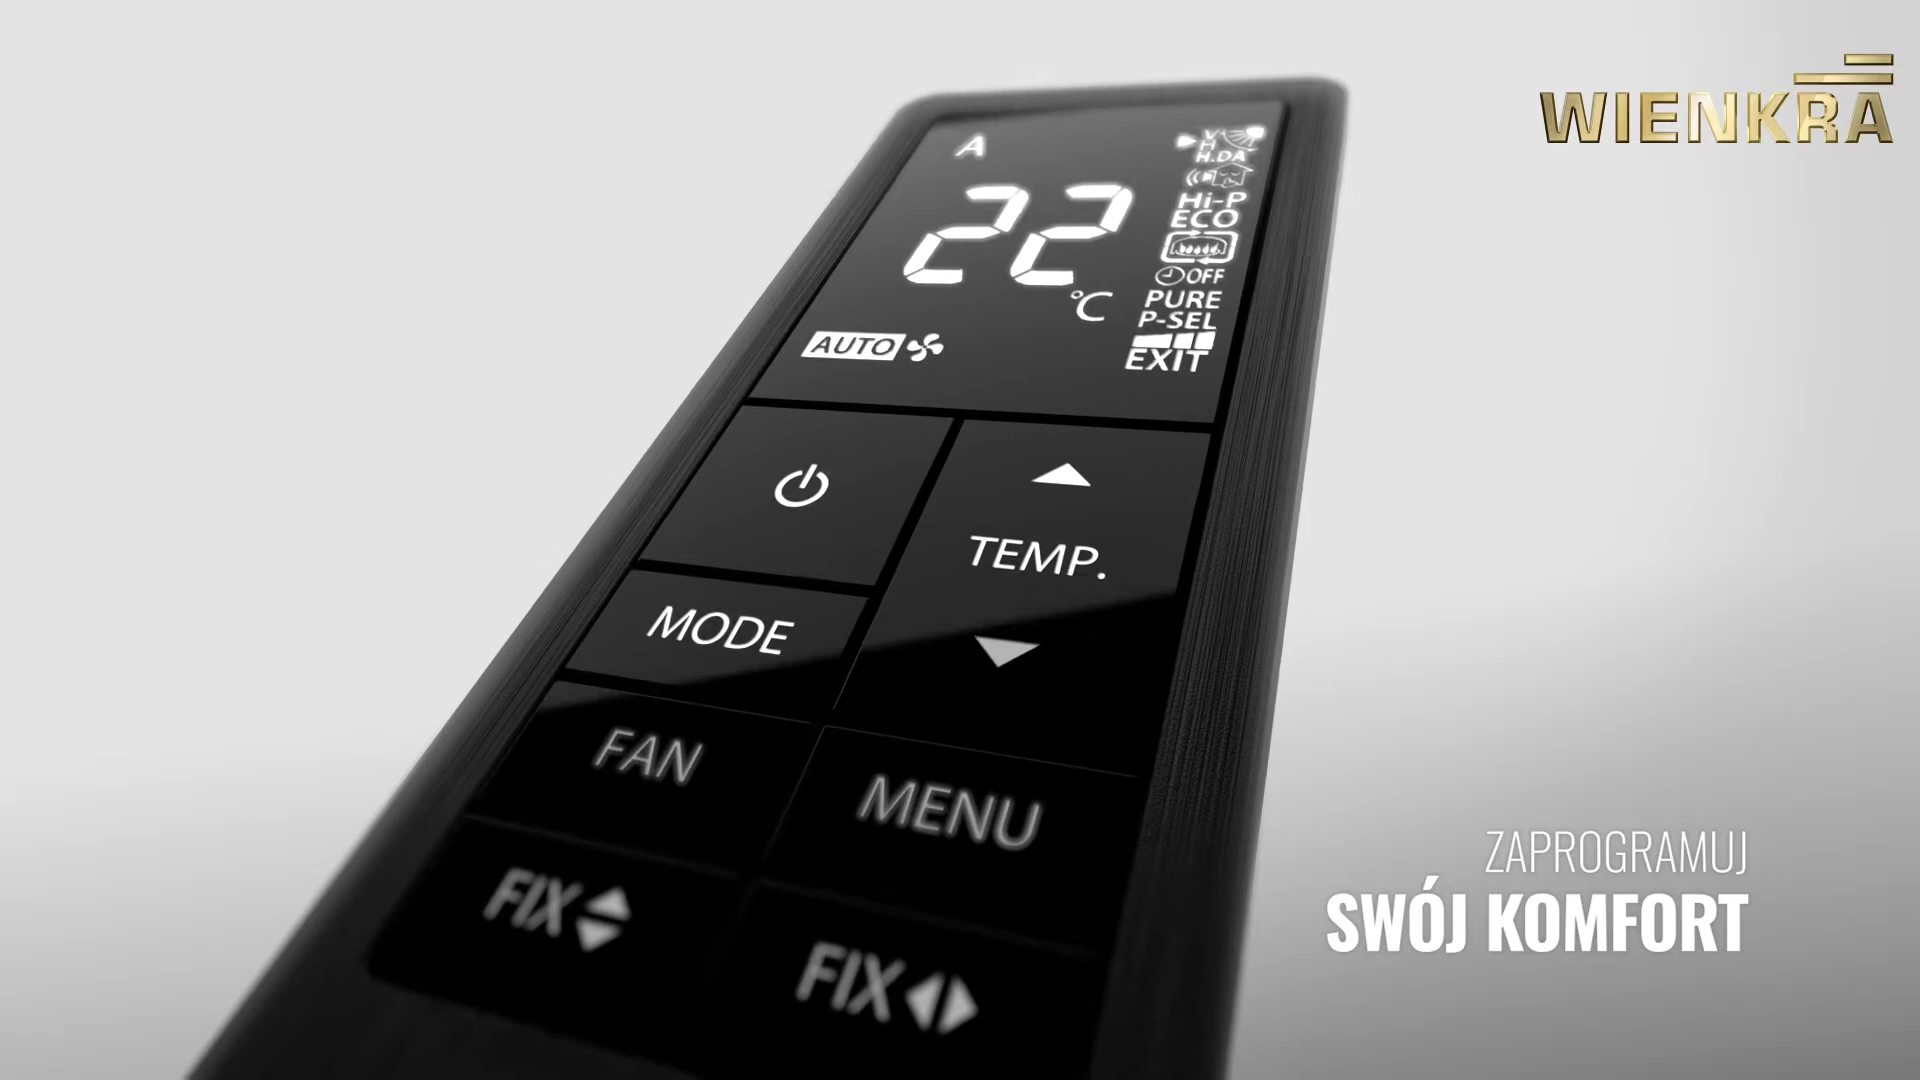 WIENKRA
A
22
°C
V
H
H.DA
Hi-P
ECO
OFF
PURE
P-SEL
EXIT
AUTO
TEMP.
MODE
FAN
MENU
FIX
FIX
ZAPROGRAMUJ
SWÓJ KOMFORT